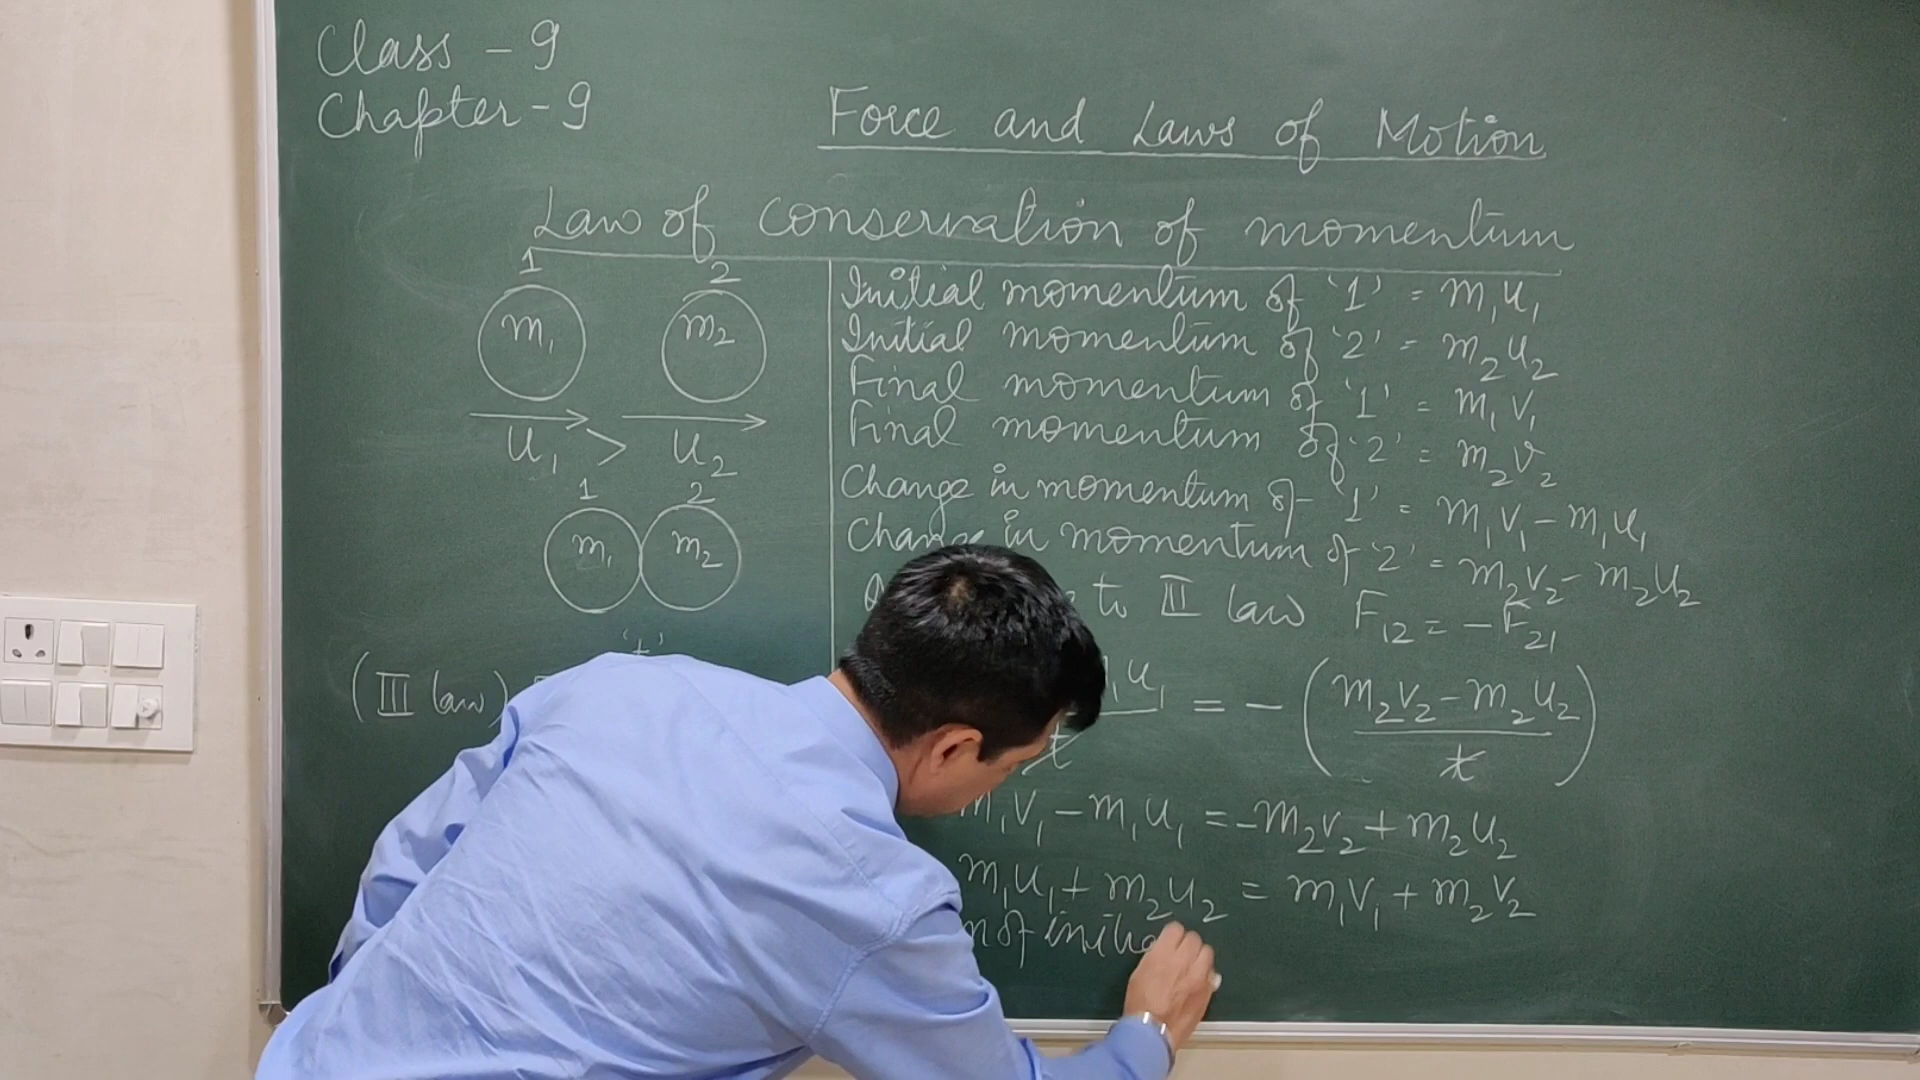 Class - 9
Chapter - 9
Force and Laws of Motion
Law of conservation of momentum
1 2
m₁ m₂
u₁ > u₂
1 2
m₁ m₂
't'
(III law)
Initial momentum of '1' = m₁u₁
Initial momentum of '2' = m₂u₂
Final momentum of '1' = m₁v₁
Final momentum of '2' = m₂v₂
Change in momentum of '1' = m₁v₁ - m₁u₁
Change in momentum of '2' = m₂v₂ - m₂u₂
to III law F₁₂ = - F₂₁
u₁ / t = - (m₂v₂ - m₂u₂ / t)
m₁v₁ - m₁u₁ = -m₂v₂ + m₂u₂
m₁u₁ + m₂u₂ = m₁v₁ + m₂v₂
of initia